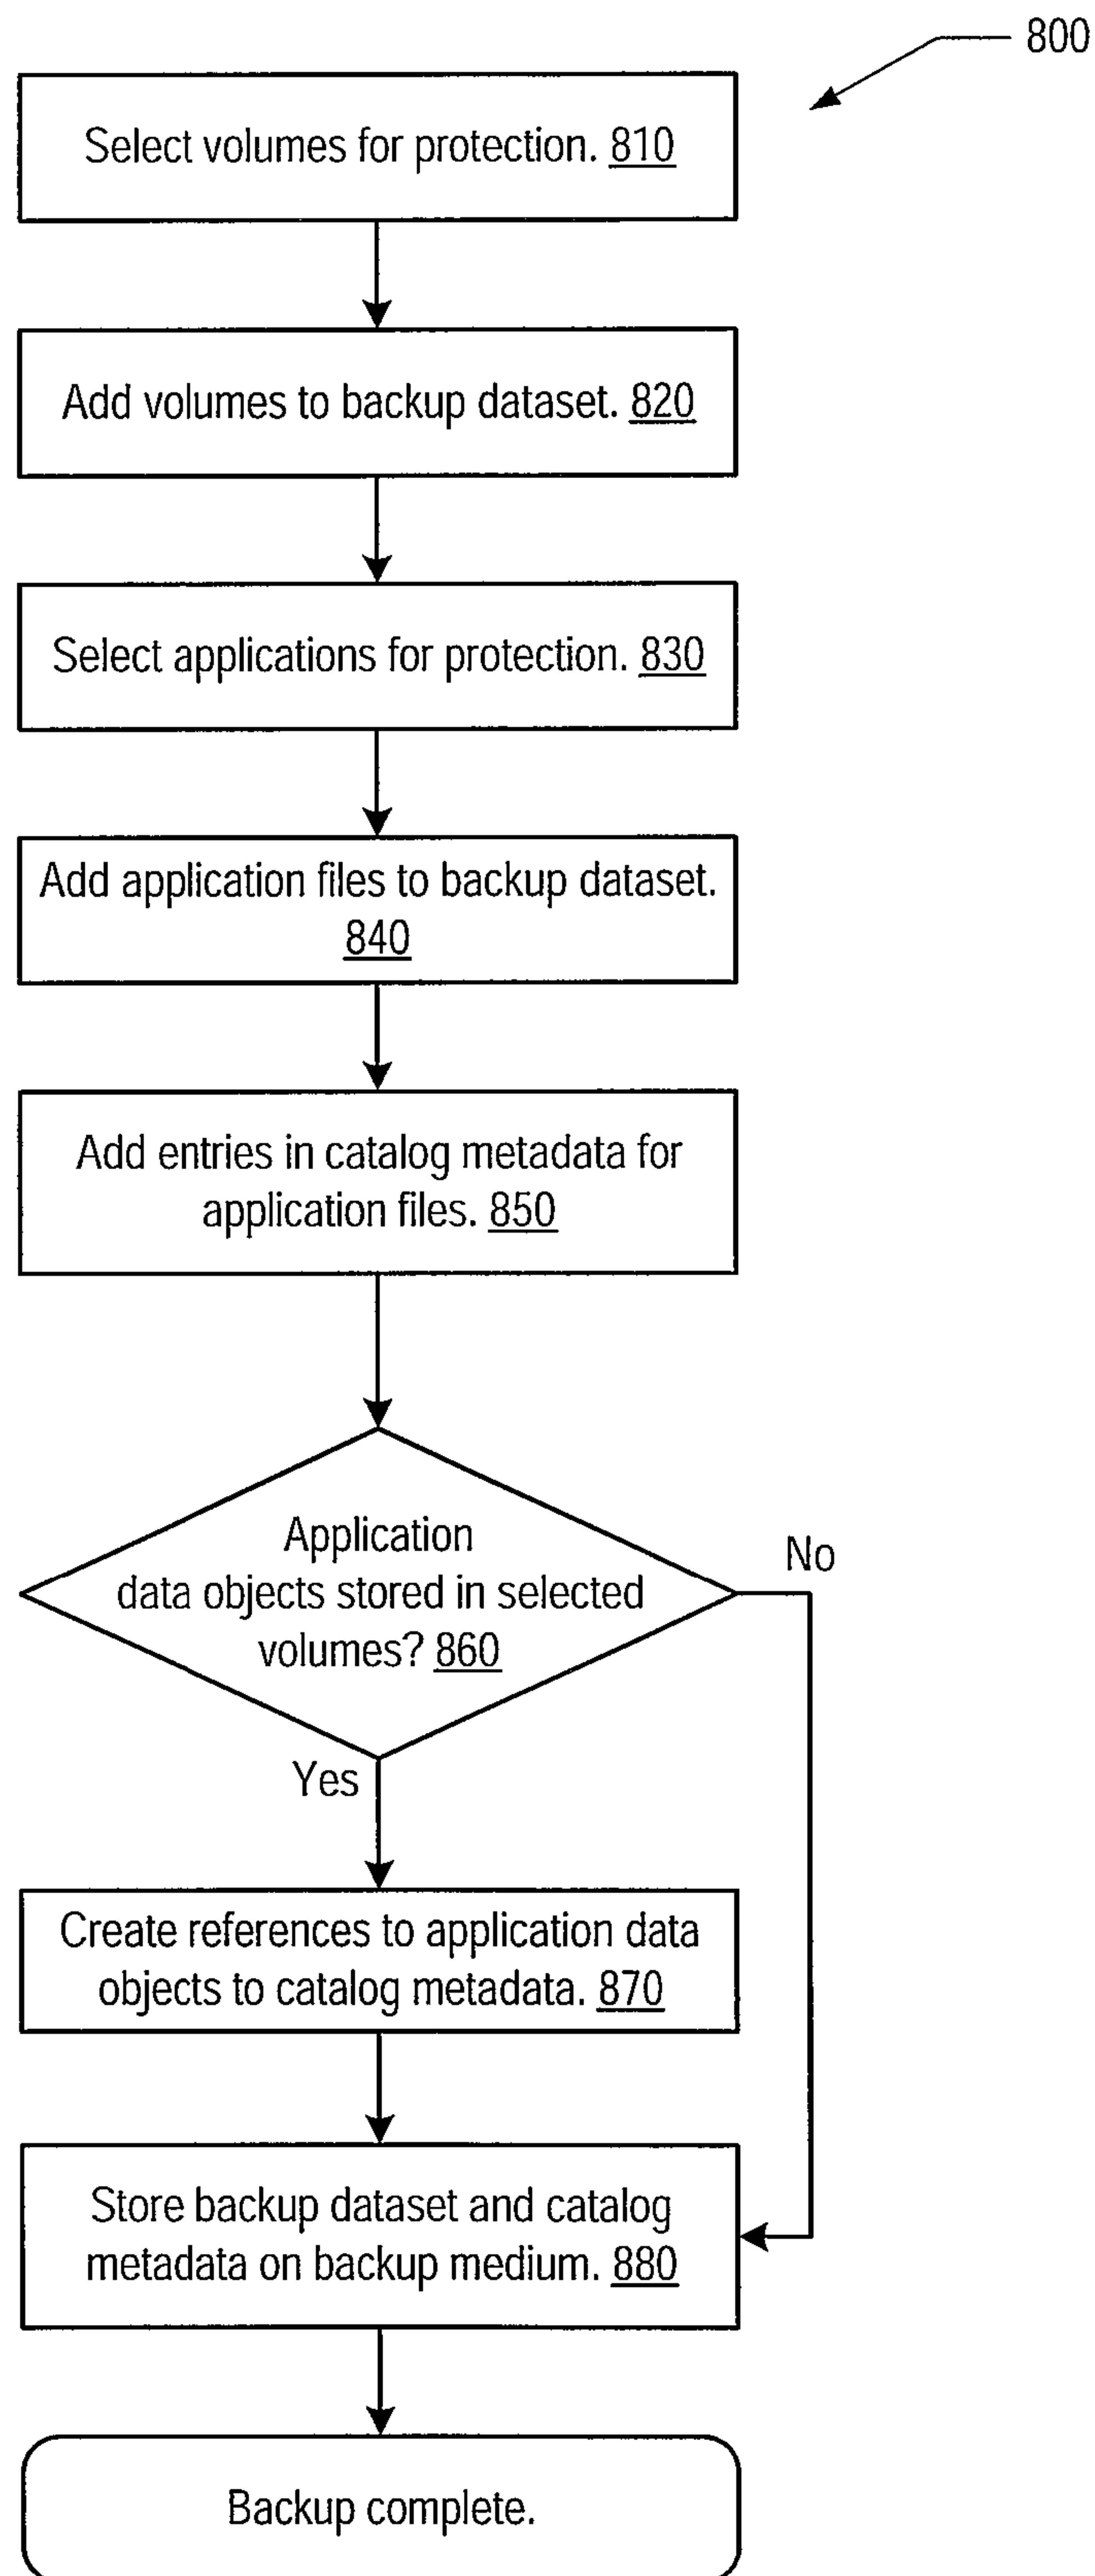 800
Select volumes for protection. 810
Add volumes to backup dataset. 820
Select applications for protection. 830
Add application files to backup dataset.
840
Add entries in catalog metadata for
application files. 850
Application
data objects stored in selected
volumes? 860
No
Yes
Create references to application data
objects to catalog metadata. 870
Store backup dataset and catalog
metadata on backup medium. 880
Backup complete.